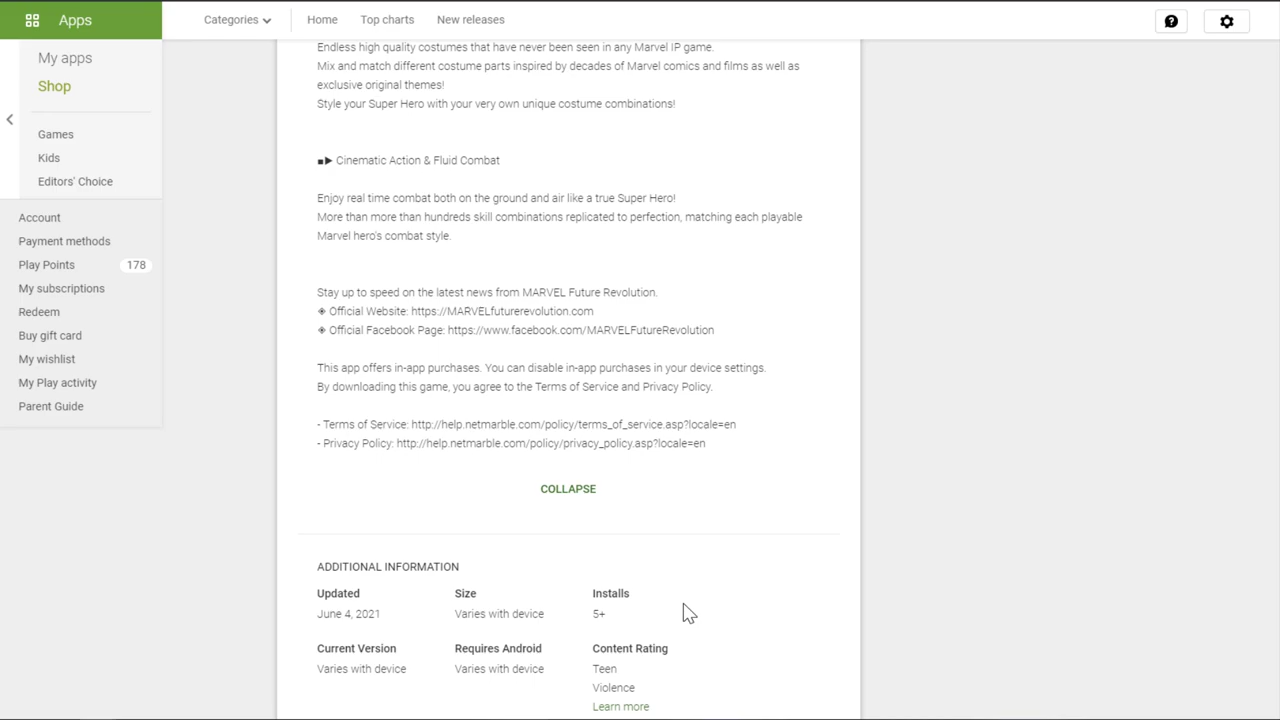 Apps
Categories
Home
Top charts
New releases
My apps
Shop
Games
Kids
Editors' Choice
Account
Payment methods
Play Points 178
My subscriptions
Redeem
Buy gift card
My wishlist
My Play activity
Parent Guide
Endless high quality costumes that have never been seen in any Marvel IP game.
Mix and match different costume parts inspired by decades of Marvel comics and films as well as
exclusive original themes!
Style your Super Hero with your very own unique costume combinations!
■▶ Cinematic Action & Fluid Combat
Enjoy real time combat both on the ground and air like a true Super Hero!
More than more than hundreds skill combinations replicated to perfection, matching each playable
Marvel hero's combat style.
Stay up to speed on the latest news from MARVEL Future Revolution.
◈ Official Website: https://MARVELfuturerevolution.com
◈ Official Facebook Page: https://www.facebook.com/MARVELFutureRevolution
This app offers in-app purchases. You can disable in-app purchases in your device settings.
By downloading this game, you agree to the Terms of Service and Privacy Policy.
- Terms of Service: http://help.netmarble.com/policy/terms_of_service.asp?locale=en
- Privacy Policy: http://help.netmarble.com/policy/privacy_policy.asp?locale=en
COLLAPSE
ADDITIONAL INFORMATION
Updated Size Installs
June 4, 2021 Varies with device 5+
Current Version Requires Android Content Rating
Varies with device Varies with device Teen
Violence
Learn more